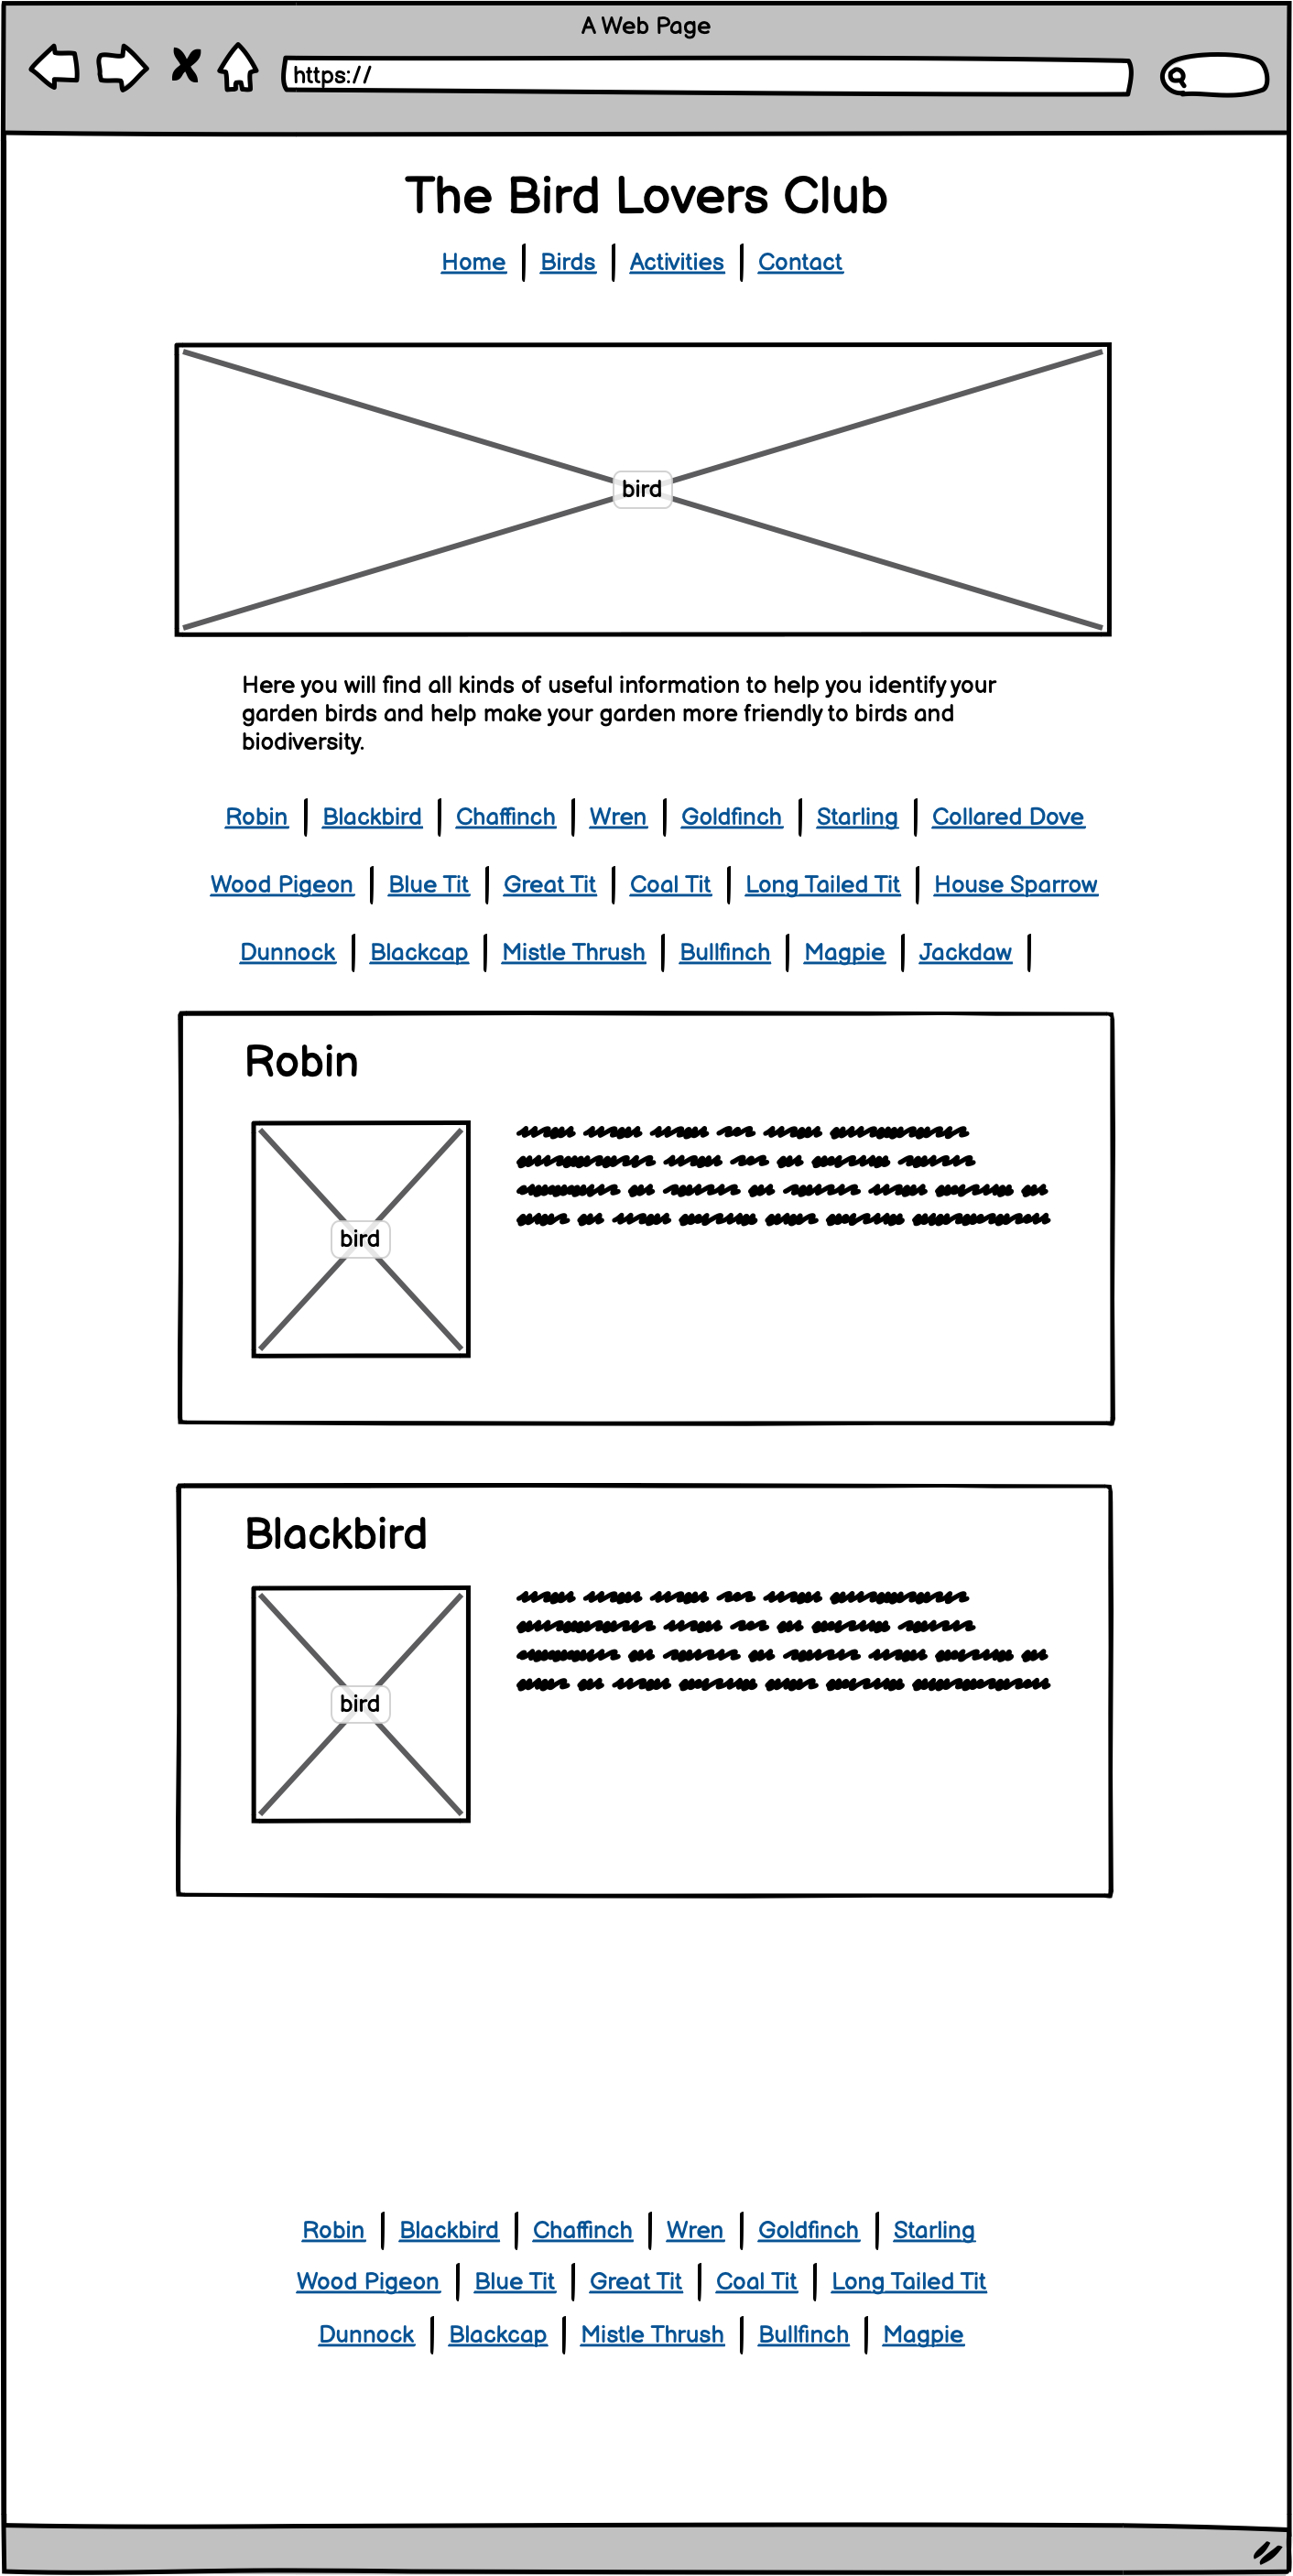 A Web Page
https://
The Bird Lovers Club
Home | Birds | Activities | Contact
bird
Here you will find all kinds of useful information to help you identify your
garden birds and help make your garden more friendly to birds and
biodiversity.
Robin | Blackbird | Chaffinch | Wren | Goldfinch | Starling | Collared Dove
Wood Pigeon | Blue Tit | Great Tit | Coal Tit | Long Tailed Tit | House Sparrow
Dunnock | Blackcap | Mistle Thrush | Bullfinch | Magpie | Jackdaw |
Robin
bird
Blackbird
bird
Robin | Blackbird | Chaffinch | Wren | Goldfinch | Starling
Wood Pigeon | Blue Tit | Great Tit | Coal Tit | Long Tailed Tit
Dunnock | Blackcap | Mistle Thrush | Bullfinch | Magpie